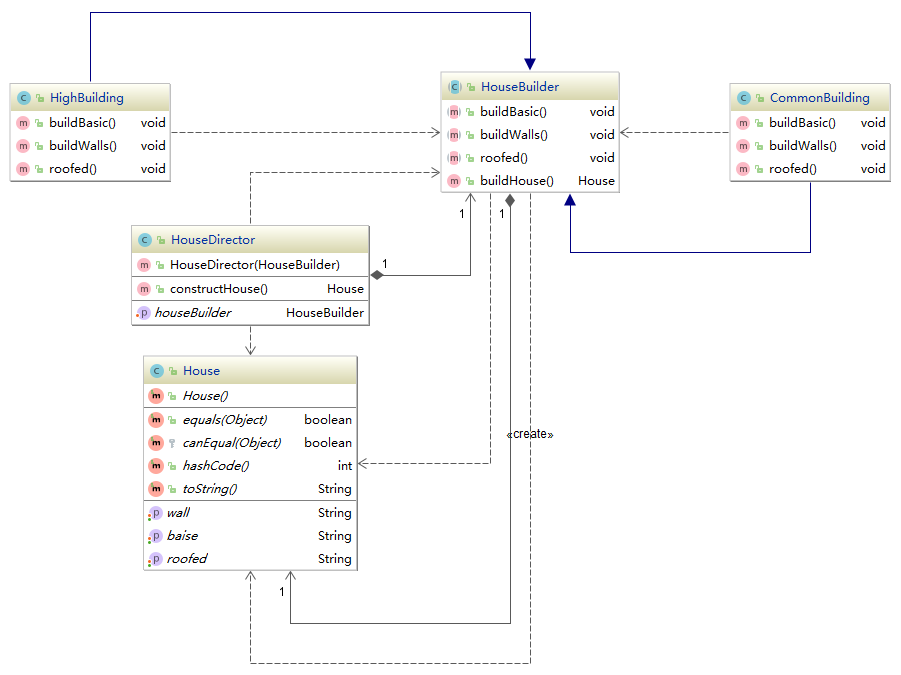 HighBuilding
buildBasic() void
buildWalls() void
roofed() void
HouseBuilder
buildBasic() void
buildWalls() void
roofed() void
buildHouse() House
CommonBuilding
buildBasic() void
buildWalls() void
roofed() void
1
1
HouseDirector
HouseDirector(HouseBuilder)
constructHouse() House
houseBuilder HouseBuilder
1
House
House()
equals(Object) boolean
canEqual(Object) boolean
hashCode() int
toString() String
wall String
baise String
roofed String
«create»
1